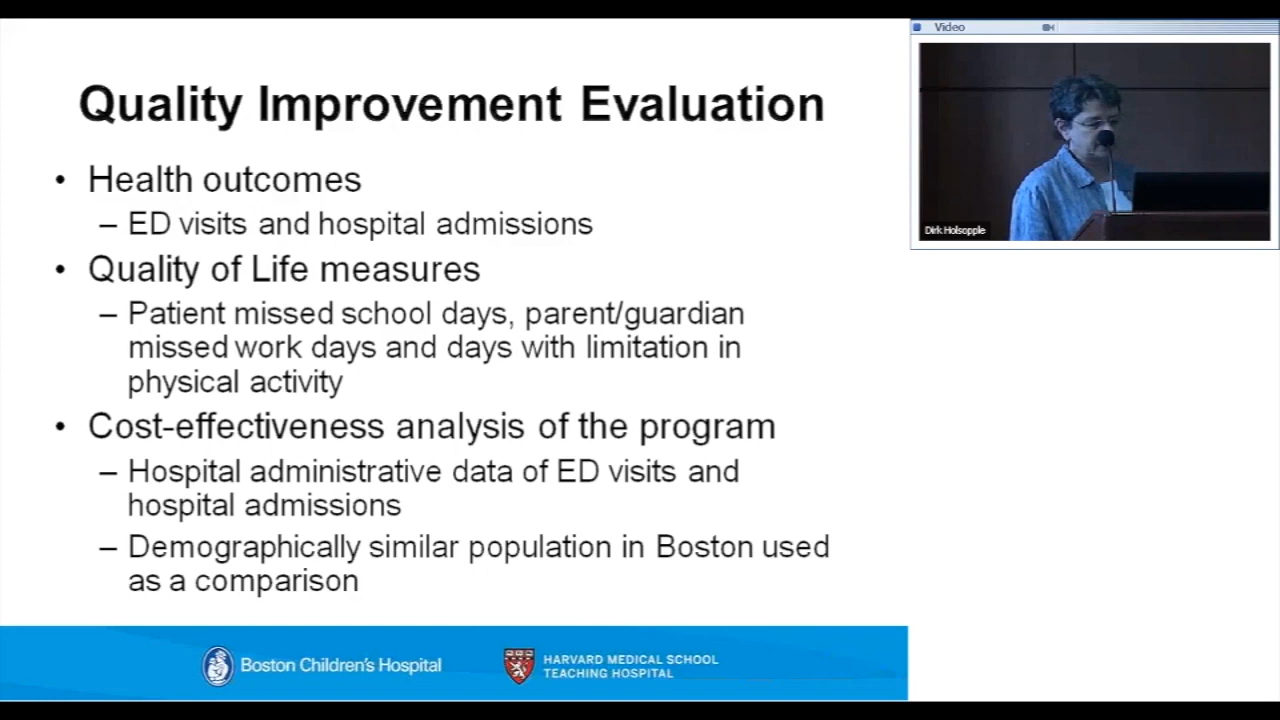 Quality Improvement Evaluation
• Health outcomes
– ED visits and hospital admissions
• Quality of Life measures
– Patient missed school days, parent/guardian
missed work days and days with limitation in
physical activity
• Cost-effectiveness analysis of the program
– Hospital administrative data of ED visits and
hospital admissions
– Demographically similar population in Boston used
as a comparison
Boston Children's Hospital
HARVARD MEDICAL SCHOOL
TEACHING HOSPITAL
Video
Dirk Holsopple